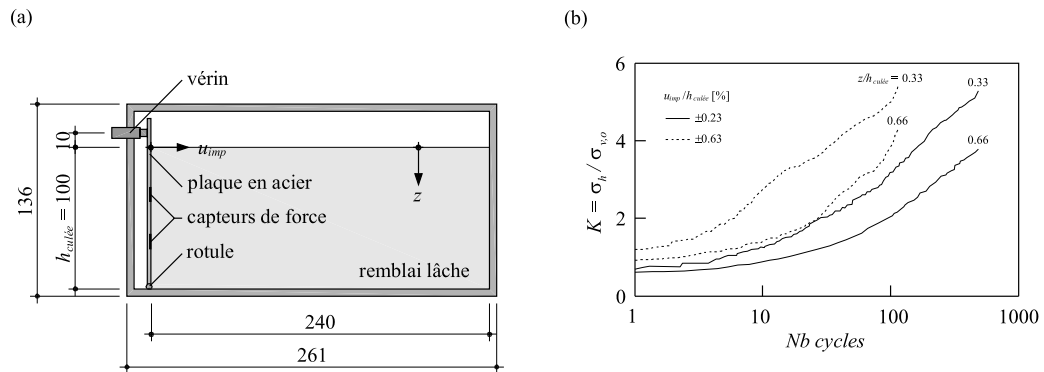 (a)
vérin
10
u_imp
plaque en acier
z
136
h_culée = 100
capteurs de force
rotule
remblai lâche
240
261
(b)
6
4
2
0
K = σ_h / σ_v,o
z/h_culée = 0.33
0.33
u_imp/h_culée [%]
±0.23
±0.63
0.66
0.66
1
10
100
1000
Nb cycles